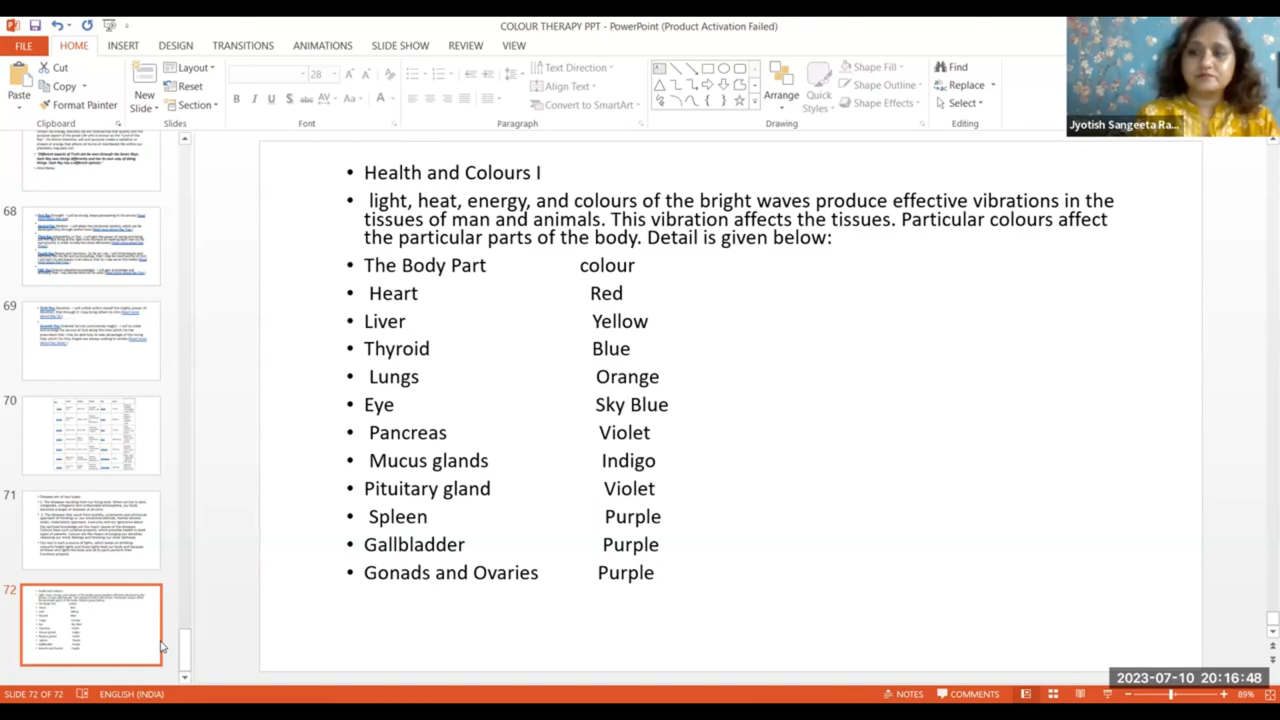 COLOUR THERAPY PPT - PowerPoint (Product Activation Failed)
FILE HOME INSERT DESIGN TRANSITIONS ANIMATIONS SLIDE SHOW REVIEW VIEW
Cut
Copy
Format Painter
Paste
Clipboard
New
Slide
Layout
Reset
Section
Slides
28
B I U S abc AV Aa A
Font
Text Direction
Align Text
Convert to SmartArt
Paragraph
Arrange
Quick
Styles
Shape Fill
Shape Outline
Shape Effects
Drawing
Find
Replace
Select
Editing
Jyotish Sangeeta Ra...
68
69
70
71
72
• Health and Colours I
• light, heat, energy, and colours of the bright waves produce effective vibrations in the
tissues of man and animals. This vibration affects the tissues. Particular colours affect
the particular parts of the body. Detail is given below:
• The Body Part colour
• Heart Red
• Liver Yellow
• Thyroid Blue
• Lungs Orange
• Eye Sky Blue
• Pancreas Violet
• Mucus glands Indigo
• Pituitary gland Violet
• Spleen Purple
• Gallbladder Purple
• Gonads and Ovaries Purple
2023-07-10 20:16:48
SLIDE 72 OF 72 ENGLISH (INDIA) NOTES COMMENTS 89%